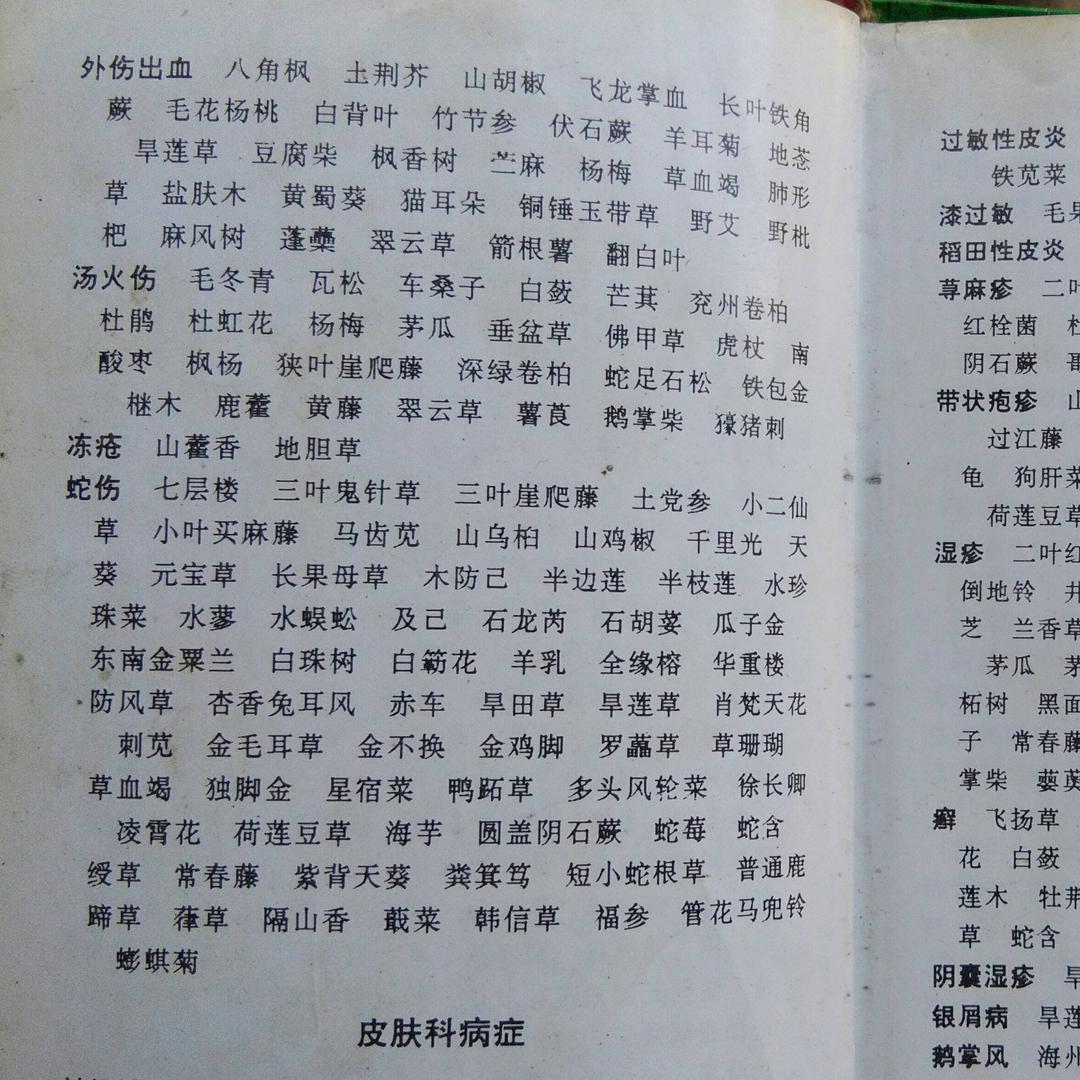 外伤出血 八角枫 土荆芥 山胡椒 飞龙掌血 长叶铁角
蕨 毛花杨桃 白背叶 竹节参 伏石蕨 羊耳菊 地菍
旱莲草 豆腐柴 枫香树 苎麻 杨梅 草血竭 肺形
草 盐肤木 黄蜀葵 猫耳朵 铜锤玉带草 野艾 野枇
杷 麻风树 蓬蘽 翠云草 箭根薯 翻白叶
汤火伤 毛冬青 瓦松 车桑子 白蔹 芒萁 兖州卷柏
杜鹃 杜虹花 杨梅 茅瓜 垂盆草 佛甲草 虎杖 南
酸枣 枫杨 狭叶崖爬藤 深绿卷柏 蛇足石松 铁包金
檵木 鹿藿 黄藤 翠云草 薯莨 鹅掌柴 獴猪刺
冻疮 山藿香 地胆草
蛇伤 七层楼 三叶鬼针草 三叶崖爬藤 土党参 小二仙
草 小叶买麻藤 马齿苋 山乌桕 山鸡椒 千里光 天
葵 元宝草 长果母草 木防己 半边莲 半枝莲 水珍
珠菜 水蓼 水蜈蚣 及己 石龙芮 石胡荽 瓜子金
东南金粟兰 白珠树 白簕花 羊乳 全缘榕 华重楼
防风草 杏香兔耳风 赤车 旱田草 旱莲草 肖梵天花
刺苋 金毛耳草 金不换 金鸡脚 罗藟草 草珊瑚
草血竭 独脚金 星宿菜 鸭跖草 多头风轮菜 徐长卿
凌霄花 荷莲豆草 海芋 圆盖阴石蕨 蛇莓 蛇含
绶草 常春藤 紫背天葵 粪箕笃 短小蛇根草 普通鹿
蹄草 葎草 隔山香 蕺菜 韩信草 福参 管花马兜铃
蟛蜞菊
皮肤科病症
过敏性皮炎
铁苋菜
漆过敏 毛果
稻田性皮炎
荨麻疹 二叶
红栓菌
阴石蕨
带状疱疹 山
过江藤
龟 狗肝菜
荷莲豆草
湿疹 二叶红
倒地铃 井
芝 兰香草
茅瓜 茅
柘树 黑面
子 常春藤
掌柴 蘡薁
癣 飞扬草
花 白蔹
莲木 牡荆
草 蛇含
阴囊湿疹 旱
银屑病 旱莲
鹅掌风 海州